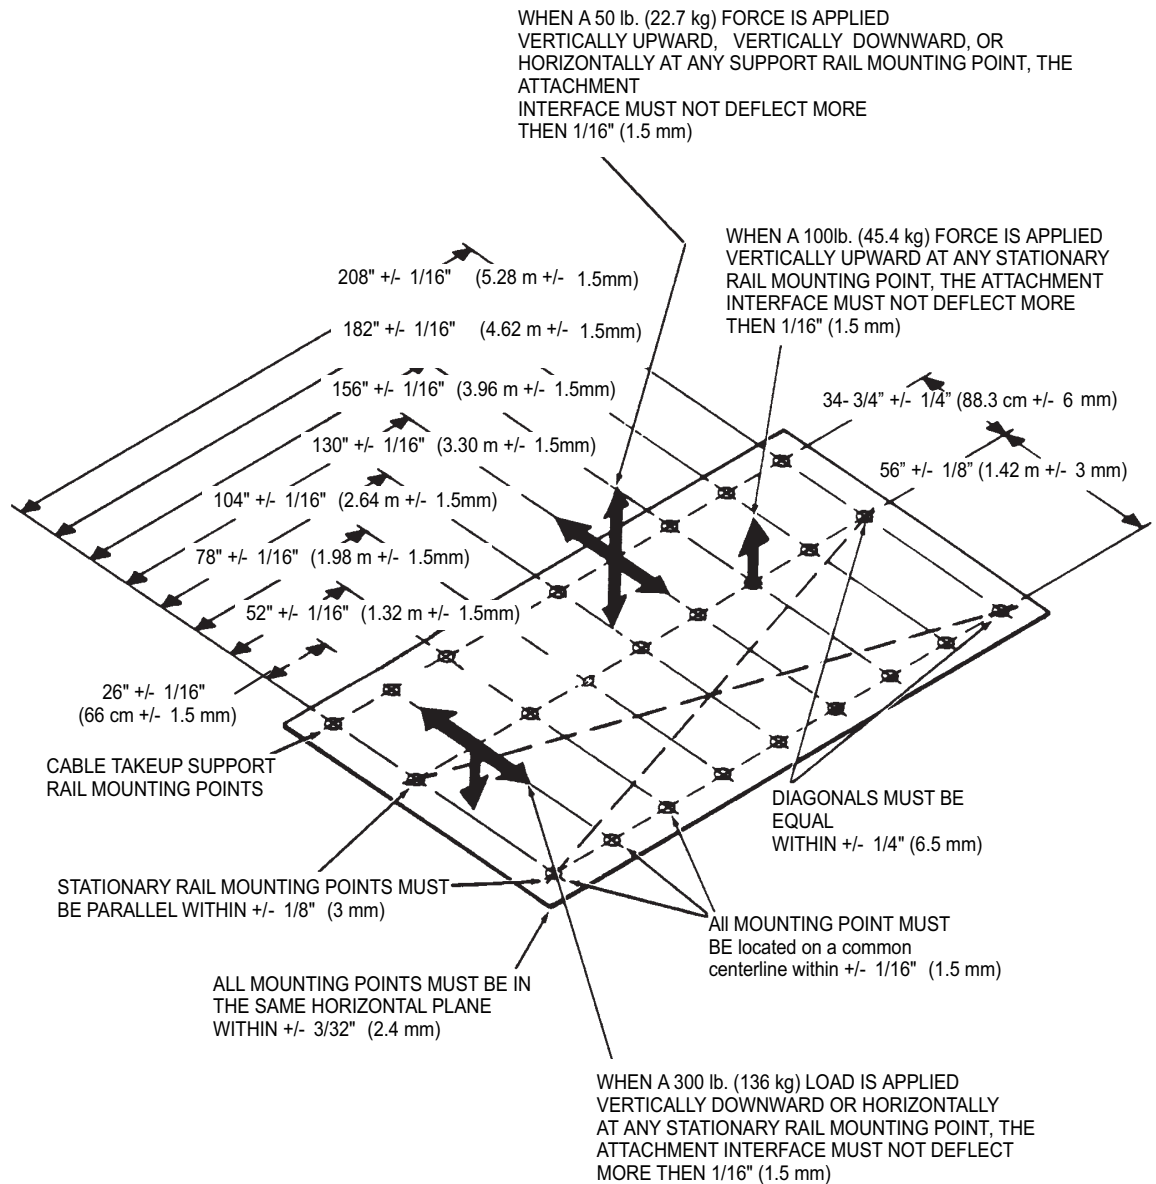 WHEN A 50 lb. (22.7 kg) FORCE IS APPLIED
VERTICALLY UPWARD, VERTICALLY DOWNWARD, OR
HORIZONTALLY AT ANY SUPPORT RAIL MOUNTING POINT, THE
ATTACHMENT
INTERFACE MUST NOT DEFLECT MORE
THEN 1/16" (1.5 mm)
WHEN A 100lb. (45.4 kg) FORCE IS APPLIED
VERTICALLY UPWARD AT ANY STATIONARY
RAIL MOUNTING POINT, THE ATTACHMENT
INTERFACE MUST NOT DEFLECT MORE
THEN 1/16" (1.5 mm)
208" +/- 1/16" (5.28 m +/- 1.5mm)
182" +/- 1/16" (4.62 m +/- 1.5mm)
156" +/- 1/16" (3.96 m +/- 1.5mm)
130" +/- 1/16" (3.30 m +/- 1.5mm)
104" +/- 1/16" (2.64 m +/- 1.5mm)
78" +/- 1/16" (1.98 m +/- 1.5mm)
52" +/- 1/16" (1.32 m +/- 1.5mm)
26" +/- 1/16"
(66 cm +/- 1.5 mm)
34- 3/4” +/- 1/4” (88.3 cm +/- 6 mm)
56” +/- 1/8” (1.42 m +/- 3 mm)
CABLE TAKEUP SUPPORT
RAIL MOUNTING POINTS
DIAGONALS MUST BE
EQUAL
WITHIN +/- 1/4" (6.5 mm)
STATIONARY RAIL MOUNTING POINTS MUST
BE PARALLEL WITHIN +/- 1/8" (3 mm)
All MOUNTING POINT MUST
BE located on a common
centerline within +/- 1/16" (1.5 mm)
ALL MOUNTING POINTS MUST BE IN
THE SAME HORIZONTAL PLANE
WITHIN +/- 3/32" (2.4 mm)
WHEN A 300 lb. (136 kg) LOAD IS APPLIED
VERTICALLY DOWNWARD OR HORIZONTALLY
AT ANY STATIONARY RAIL MOUNTING POINT, THE
ATTACHMENT INTERFACE MUST NOT DEFLECT
MORE THEN 1/16" (1.5 mm)